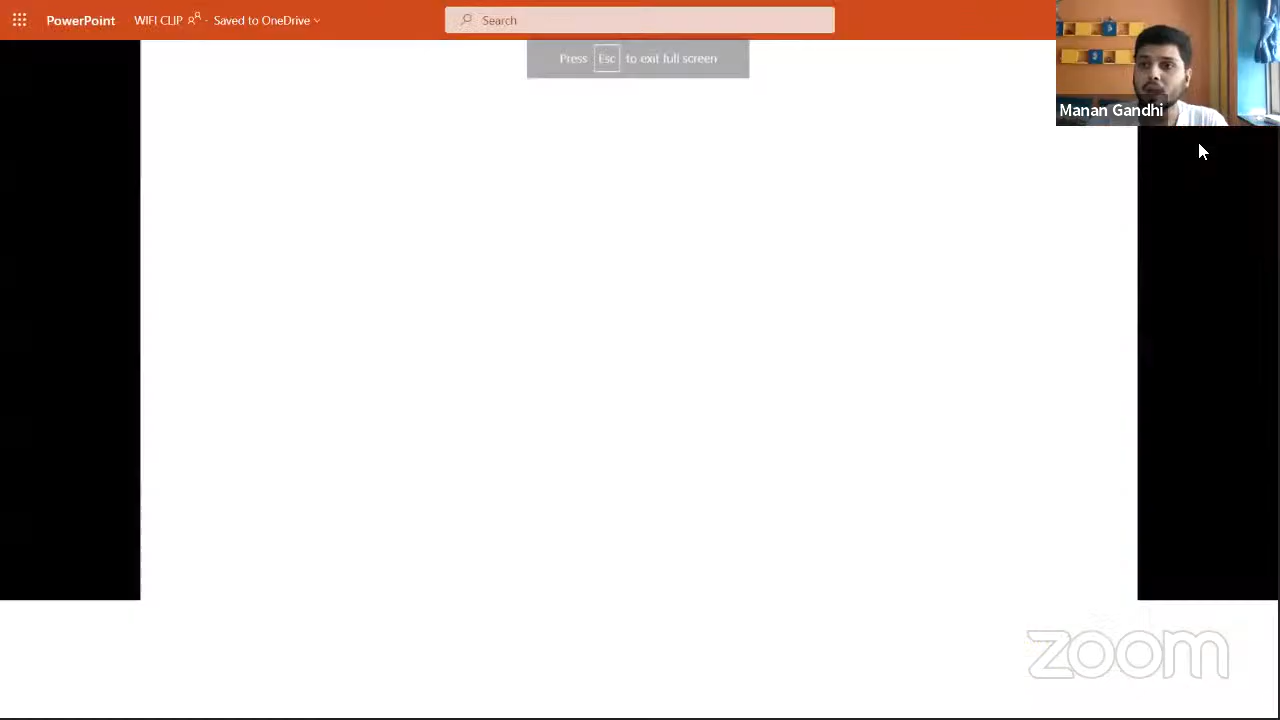 PowerPoint WIFI CLIP - Saved to OneDrive Search
Press Esc to exit full screen
Manan Gandhi
zoom